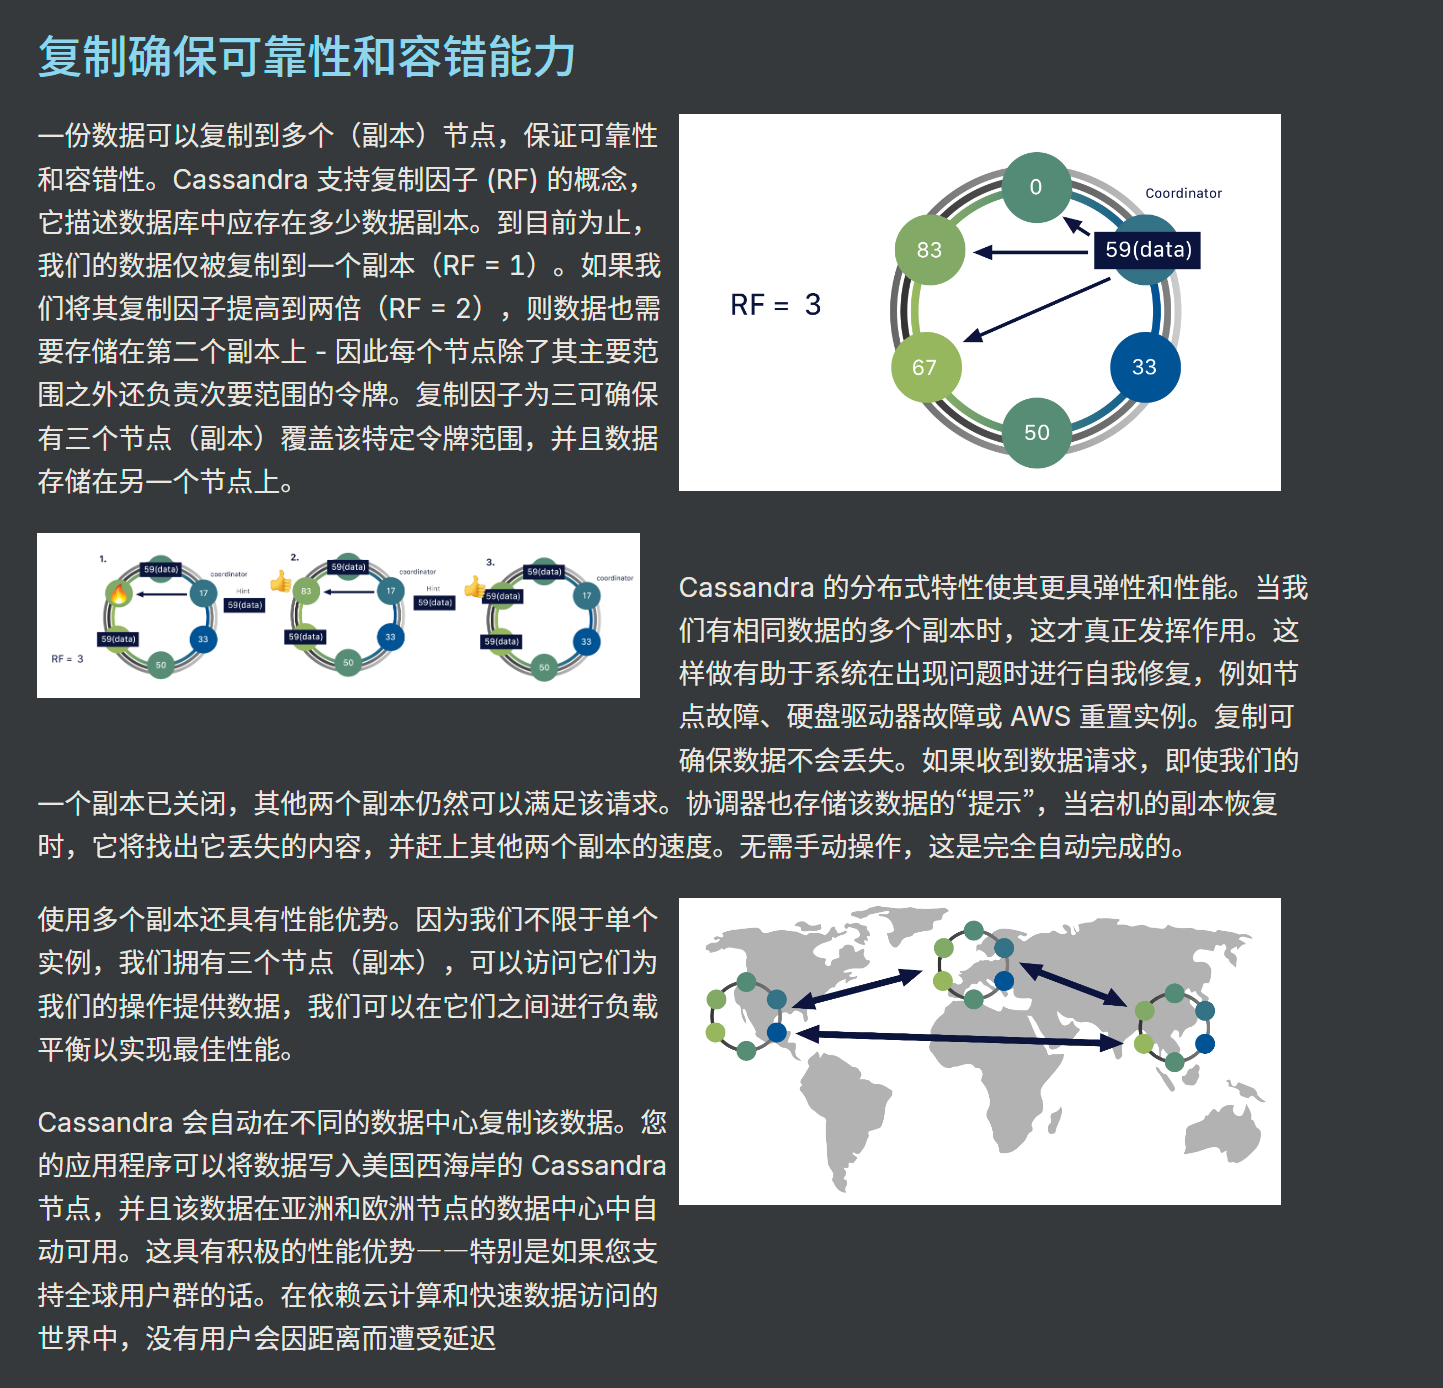 复制确保可靠性和容错能力
一份数据可以复制到多个（副本）节点，保证可靠性
和容错性。Cassandra 支持复制因子 (RF) 的概念，
它描述数据库中应存在多少数据副本。到目前为止，
我们的数据仅被复制到一个副本（RF = 1）。如果我
们将其复制因子提高到两倍（RF = 2），则数据也需
要存储在第二个副本上 - 因此每个节点除了其主要范
围之外还负责次要范围的令牌。复制因子为三可确保
有三个节点（副本）覆盖该特定令牌范围，并且数据
存储在另一个节点上。
0
Coordinator
83
59(data)
RF = 3
67
33
50
1.
59(data)
coordinator
17
Hint
59(data)
59(data)
33
RF = 3
50
2.
59(data)
coordinator
83
17
Hint
59(data)
59(data)
33
50
3.
59(data)
coordinator
59(data)
17
59(data)
33
50
Cassandra 的分布式特性使其更具弹性和性能。当我
们有相同数据的多个副本时，这才真正发挥作用。这
样做有助于系统在出现问题时进行自我修复，例如节
点故障、硬盘驱动器故障或 AWS 重置实例。复制可
确保数据不会丢失。如果收到数据请求，即使我们的
一个副本已关闭，其他两个副本仍然可以满足该请求。协调器也存储该数据的“提示”，当宕机的副本恢复
时，它将找出它丢失的内容，并赶上其他两个副本的速度。无需手动操作，这是完全自动完成的。
使用多个副本还具有性能优势。因为我们不限于单个
实例，我们拥有三个节点（副本），可以访问它们为
我们的操作提供数据，我们可以在它们之间进行负载
平衡以实现最佳性能。
Cassandra 会自动在不同的数据中心复制该数据。您
的应用程序可以将数据写入美国西海岸的 Cassandra
节点，并且该数据在亚洲和欧洲节点的数据中心中自
动可用。这具有积极的性能优势——特别是如果您支
持全球用户群的话。在依赖云计算和快速数据访问的
世界中，没有用户会因距离而遭受延迟